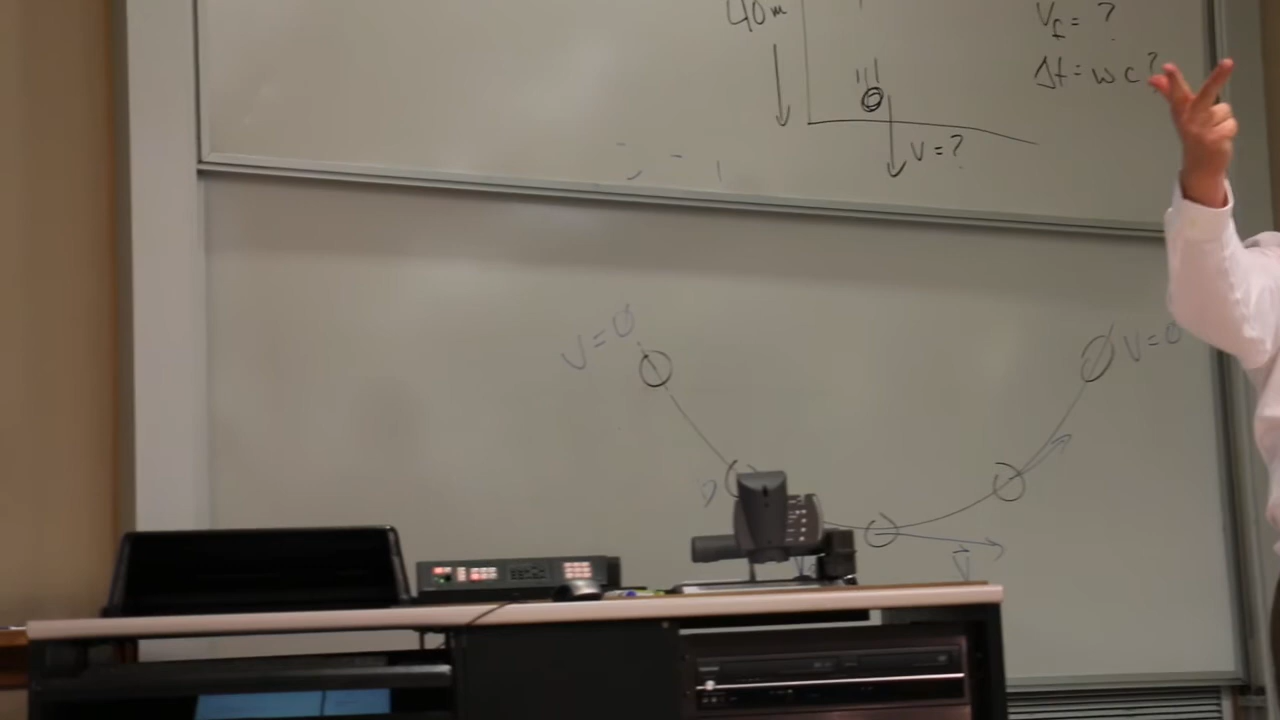 40m
V_f = ?
Δt = w c?
V = ?
V = 0
V = 0
V